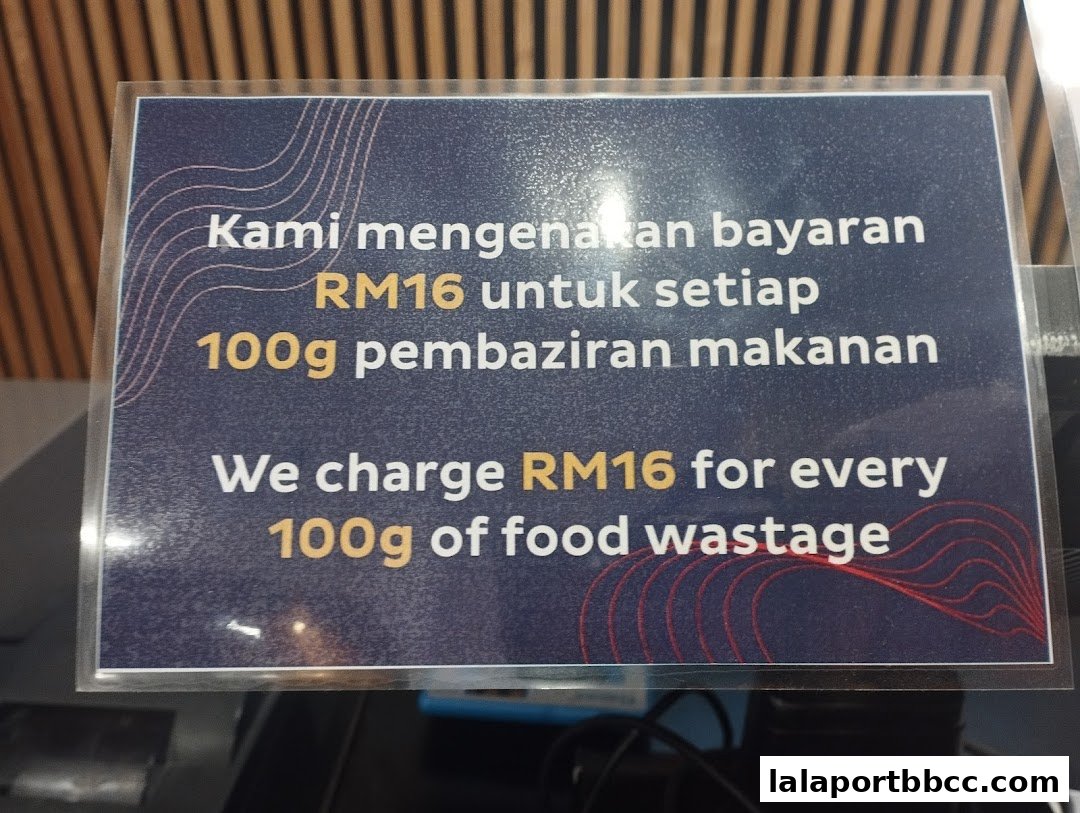 Kami mengenakan bayaran
RM16 untuk setiap
100g pembaziran makanan
We charge RM16 for every
100g of food wastage
lalaportbbcc.com